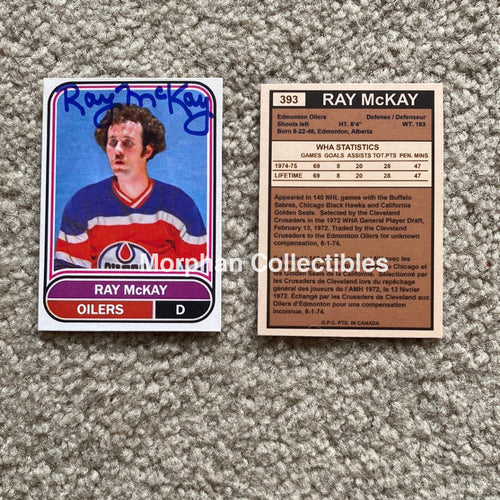 Ray McKay
OILERS
RAY McKAY
OILERS D
393 RAY McKAY
Edmonton Oilers Defense / Defenseur
Shoots left HT. 6'4" WT. 183
Born 8-22-46, Edmonton, Alberta
WHA STATISTICS
GAMES GOALS ASSISTS TOT.PTS PEN. MINS
1974-75 69 8 20 28 47
LIFETIME 69 8 20 28 47
Appeared in 140 NHL games with the Buffalo
Sabres, Chicago Black Hawks and California
Golden Seals. Selected by the Cleveland
Crusaders in the 1972 WHA General Player Draft,
February 13, 1972. Traded by the Cleveland
Crusaders to the Edmonton Oilers for unknown
compensation, 6-1-74.
Chicago et
Golden Seals de la Californie. Sélectionné par
les Crusaders de Cleveland lors du repêchage
général des joueurs de l'AMH 1972, le 13 février
1972. Échangé par les Crusaders de Cleveland aux
Oilers d'Edmonton pour une compensation
inconnue, 6-1-74.
O.P.C. PTD. IN CANADA
Morphan Collectibles